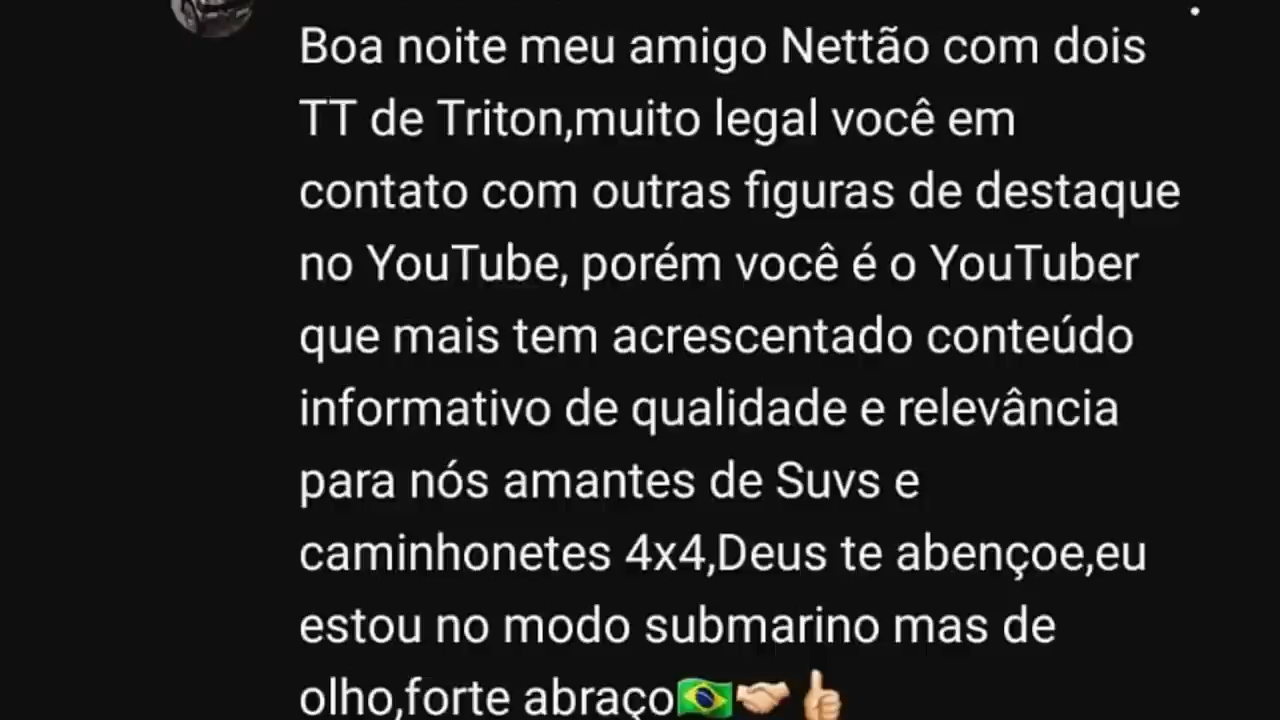 Boa noite meu amigo Nettão com dois
TT de Triton,muito legal você em
contato com outras figuras de destaque
no YouTube, porém você é o YouTuber
que mais tem acrescentado conteúdo
informativo de qualidade e relevância
para nós amantes de Suvs e
caminhonetes 4x4,Deus te abençoe,eu
estou no modo submarino mas de
olho,forte abraço🇧🇷🤝🏻👍🏻